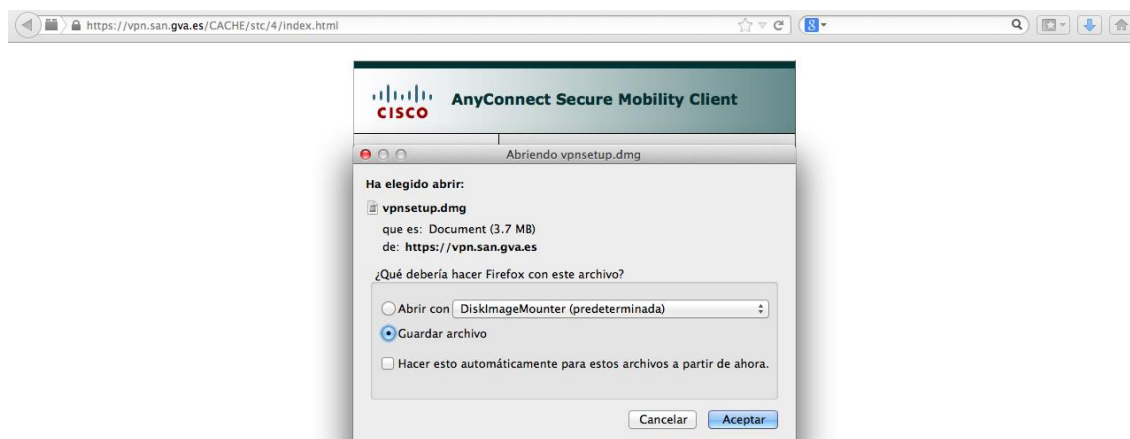 https://vpn.san.gva.es/CACHE/stc/4/index.html
8
CISCO AnyConnect Secure Mobility Client
Abriendo vpnsetup.dmg
Ha elegido abrir:
vpnsetup.dmg
que es: Document (3.7 MB)
de: https://vpn.san.gva.es
¿Qué debería hacer Firefox con este archivo?
Abrir con DiskImageMounter (predeterminada)
Guardar archivo
Hacer esto automáticamente para estos archivos a partir de ahora.
Cancelar Aceptar